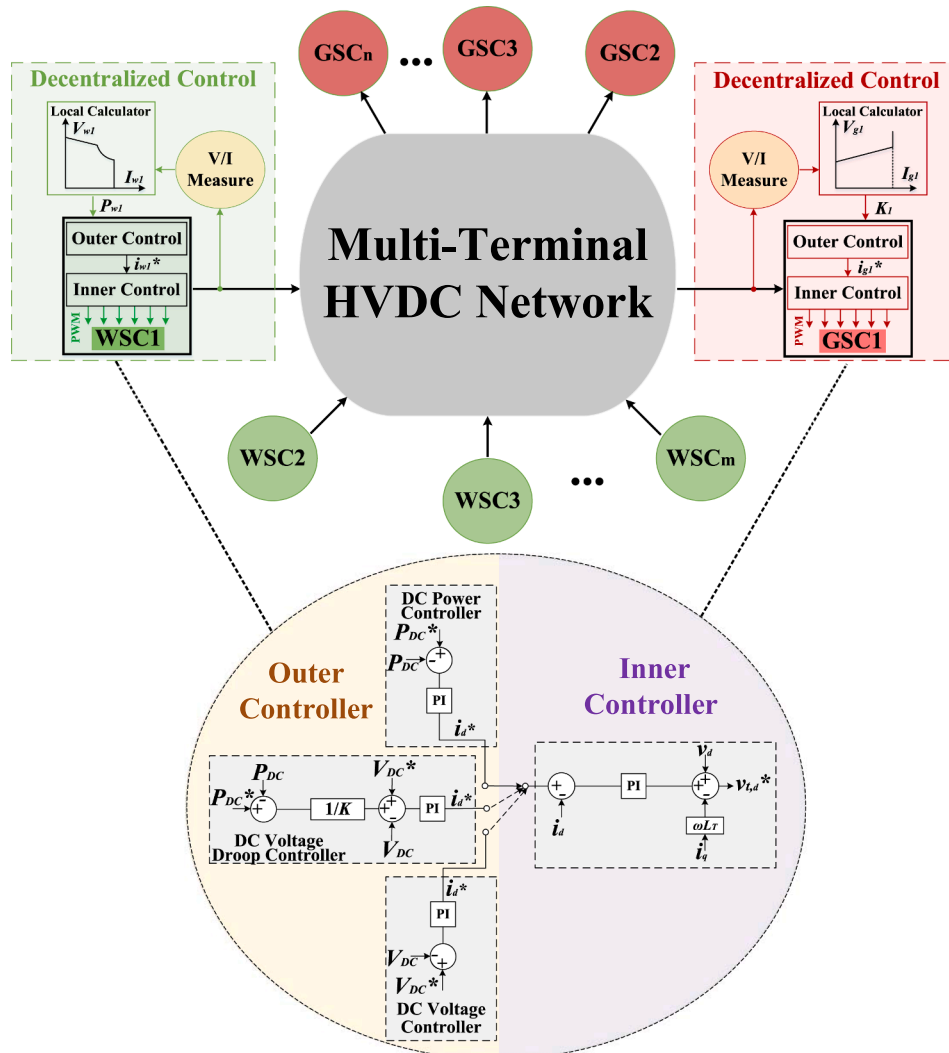 GSCn
...
GSC3
GSC2
Decentralized Control
Local Calculator
Vw1
Iw1
V/I
Measure
Pw1
Outer Control
iw1*
Inner Control
PWM
WSC1
Multi-Terminal
HVDC Network
Decentralized Control
V/I
Measure
Local Calculator
Vg1
Ig1
K1
Outer Control
ig1*
Inner Control
PWM
GSC1
WSC2
WSC3
...
WSCm
Outer
Controller
Inner
Controller
DC Power
Controller
PDC*
+
PDC
-
PI
id*
PDC
PDC*
-
+
1/K
VDC*
+
+
-
VDC
PI
id*
DC Voltage
Droop Controller
id*
PI
VDC
-
+
VDC*
DC Voltage
Controller
+
-
id
PI
vd
+
+
-
vt,d*
ωLT
iq